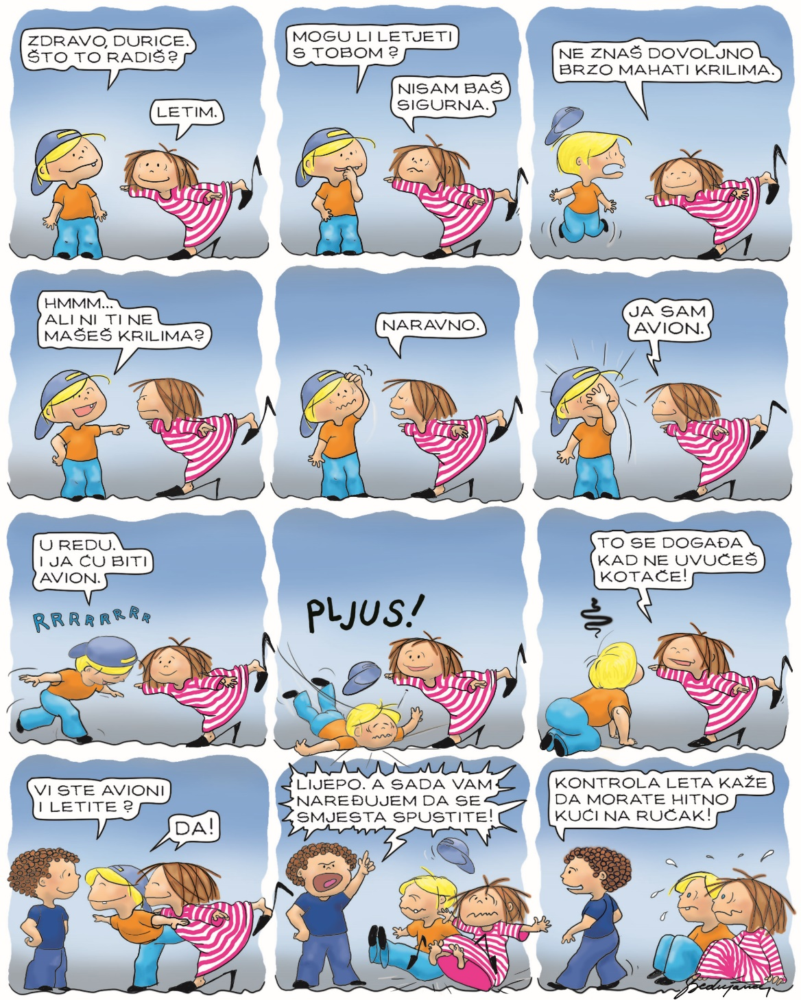 ZDRAVO, DURICE.
ŠTO TO RADIŠ?
LETIM.
MOGU LI LETJETI
S TOBOM?
NISAM BAŠ
SIGURNA.
NE ZNAŠ DOVOLJNO
BRZO MAHATI KRILIMA.
HMMM...
ALI NI TI NE
MAŠEŠ KRILIMA?
NARAVNO.
JA SAM
AVION.
U REDU.
I JA ĆU BITI
AVION.
RRRRRRRR
PLJUS!
TO SE DOGAĐA
KAD NE UVUČEŠ
KOTAČE!
VI STE AVIONI
I LETITE?
DA!
LIJEPO. A SADA VAM
NAREĐUJEM DA SE
SMJESTA SPUSTITE!
KONTROLA LETA KAŽE
DA MORATE HITNO
KUĆI NA RUČAK!